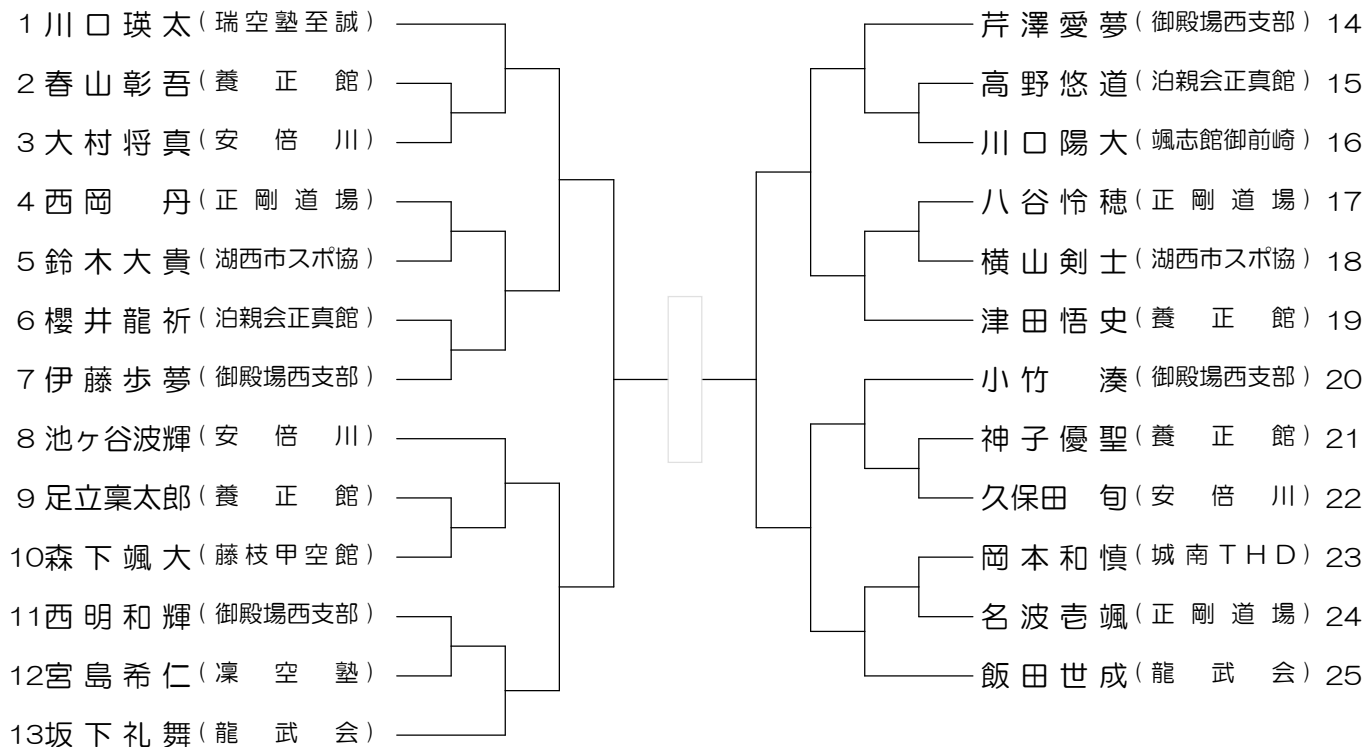 1 川口瑛太(瑞空塾至誠)
2 春山彰吾(養正館)
3 大村将真(安倍川)
4 西岡 丹(正剛道場)
5 鈴木大貴(湖西市スポ協)
6 櫻井龍祈(泊親会正真館)
7 伊藤歩夢(御殿場西支部)
8 池ヶ谷波輝(安倍川)
9 足立稟太郎(養正館)
10 森下颯大(藤枝甲空館)
11 西明和輝(御殿場西支部)
12 宮島希仁(凜空塾)
13 坂下礼舞(龍武会)
芹澤愛夢(御殿場西支部) 14
高野悠道(泊親会正真館) 15
川口陽大(颯志館御前崎) 16
八谷怜穂(正剛道場) 17
横山剣士(湖西市スポ協) 18
津田悟史(養正館) 19
小竹 湊(御殿場西支部) 20
神子優聖(養正館) 21
久保田 旬(安倍川) 22
岡本和慎(城南THD) 23
名波壱颯(正剛道場) 24
飯田世成(龍武会) 25